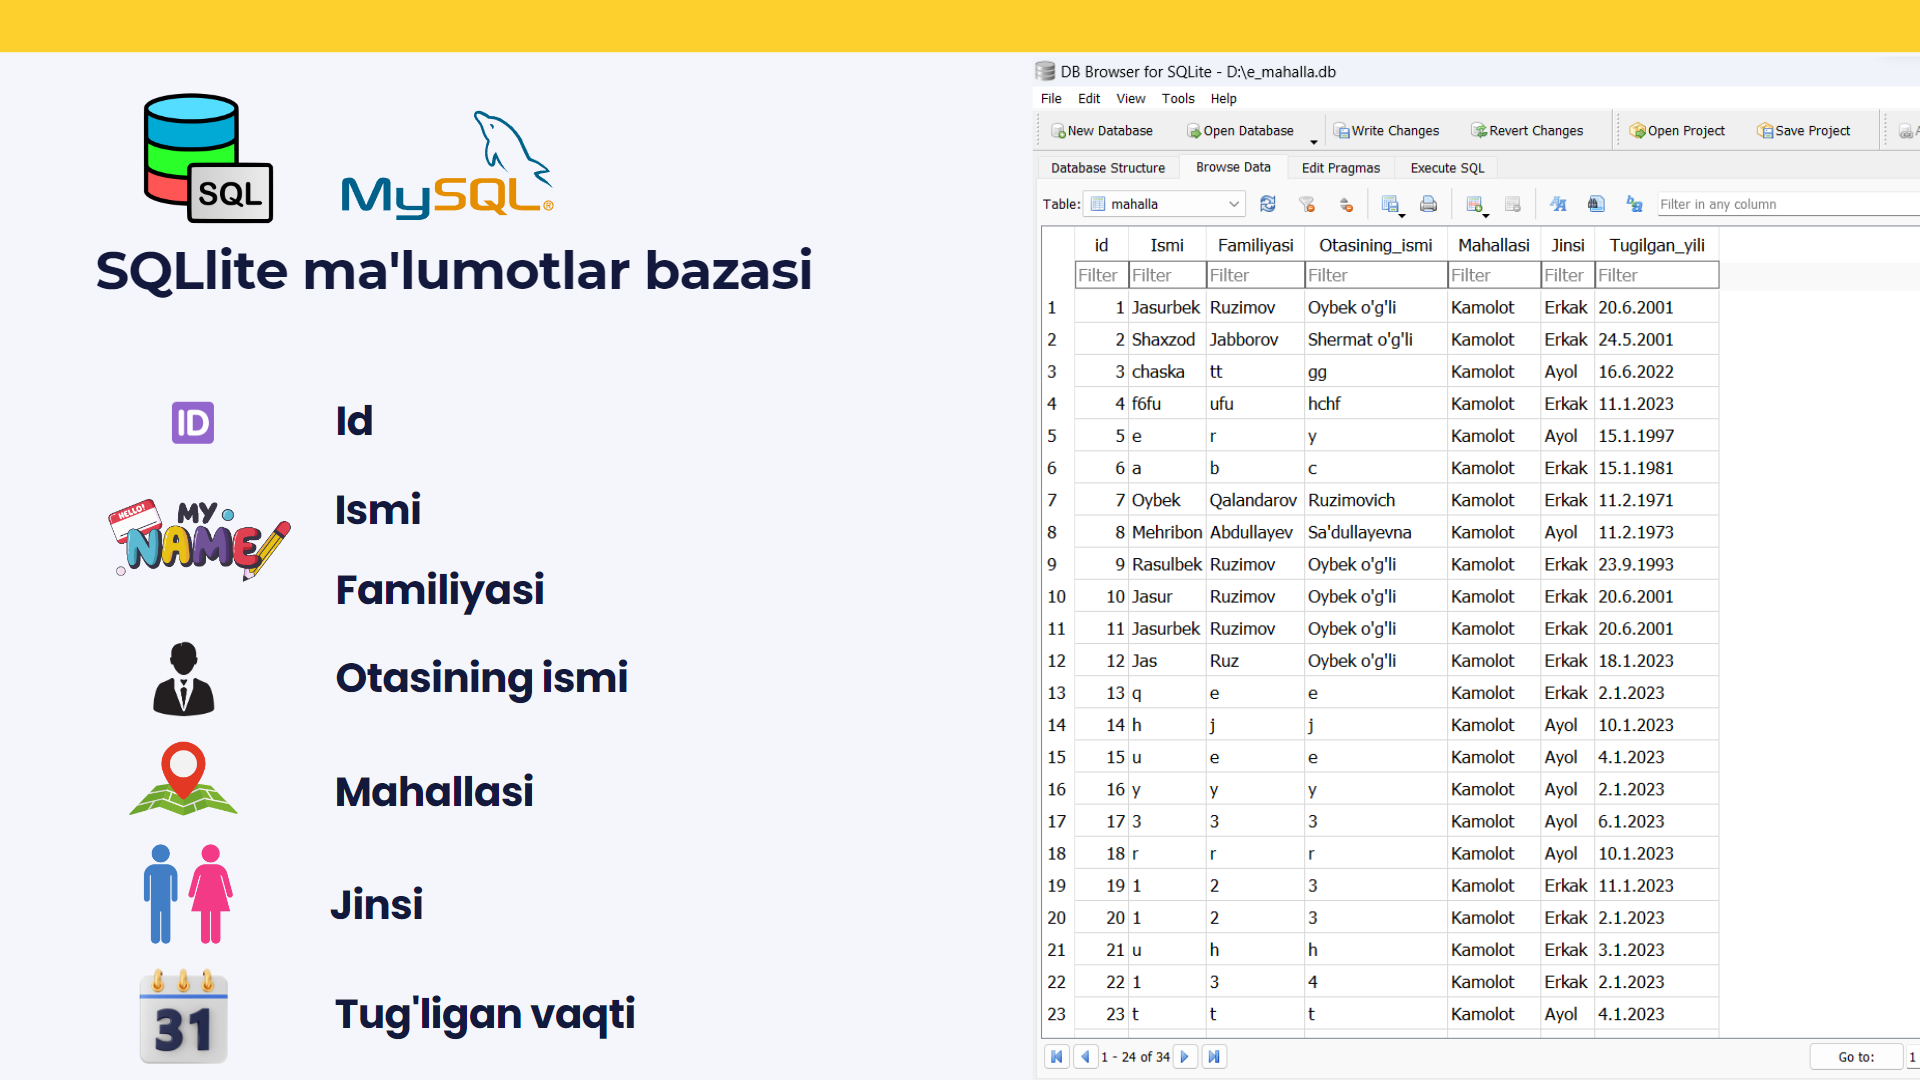 SQL
MySQL®
SQLlite ma'lumotlar bazasi
ID
Id
HELLO!
MY
NAME
Ismi
Familiyasi
Otasining ismi
Mahallasi
Jinsi
31
Tug'ligan vaqti
DB Browser for SQLite - D:\e_mahalla.db
File Edit View Tools Help
New Database Open Database Write Changes Revert Changes Open Project Save Project
Database Structure Browse Data Edit Pragmas Execute SQL
Table: mahalla Filter in any column
id Ismi Familiyasi Otasining_ismi Mahallasi Jinsi Tugilgan_yili
Filter Filter Filter Filter Filter Filter Filter
1 1 Jasurbek Ruzimov Oybek o'g'li Kamolot Erkak 20.6.2001
2 2 Shaxzod Jabborov Shermat o'g'li Kamolot Erkak 24.5.2001
3 3 chaska tt gg Kamolot Ayol 16.6.2022
4 4 f6fu ufu hchf Kamolot Erkak 11.1.2023
5 5 e r y Kamolot Ayol 15.1.1997
6 6 a b c Kamolot Erkak 15.1.1981
7 7 Oybek Qalandarov Ruzimovich Kamolot Erkak 11.2.1971
8 8 Mehribon Abdullayev Sa'dullayevna Kamolot Ayol 11.2.1973
9 9 Rasulbek Ruzimov Oybek o'g'li Kamolot Erkak 23.9.1993
10 10 Jasur Ruzimov Oybek o'g'li Kamolot Erkak 20.6.2001
11 11 Jasurbek Ruzimov Oybek o'g'li Kamolot Erkak 20.6.2001
12 12 Jas Ruz Oybek o'g'li Kamolot Erkak 18.1.2023
13 13 q e e Kamolot Erkak 2.1.2023
14 14 h j j Kamolot Ayol 10.1.2023
15 15 u e e Kamolot Ayol 4.1.2023
16 16 y y y Kamolot Ayol 2.1.2023
17 17 3 3 3 Kamolot Ayol 6.1.2023
18 18 r r r Kamolot Ayol 10.1.2023
19 19 1 2 3 Kamolot Erkak 11.1.2023
20 20 1 2 3 Kamolot Erkak 2.1.2023
21 21 u h h Kamolot Erkak 3.1.2023
22 22 1 3 4 Kamolot Erkak 2.1.2023
23 23 t t t Kamolot Ayol 4.1.2023
1 - 24 of 34 Go to: 1